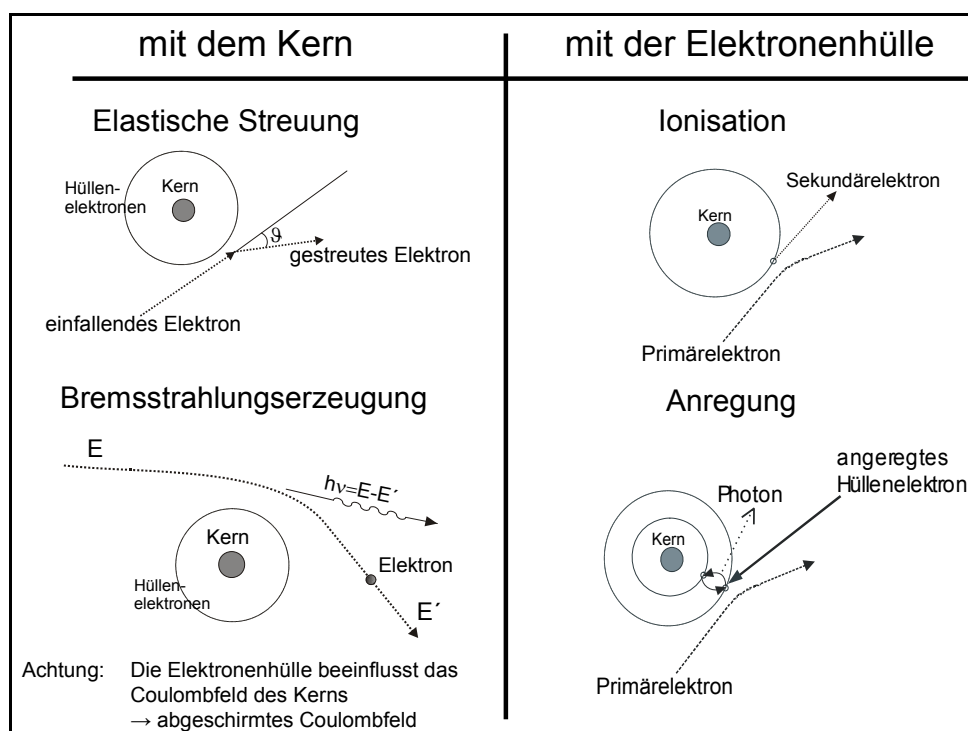 mit dem Kern
Elastische Streuung
Hüllen-
elektronen
Kern
ϑ
gestreutes Elektron
einfallendes Elektron
Bremsstrahlungserzeugung
E
hν=E-E´
Kern
Hüllen-
elektronen
Elektron
E´
Achtung: Die Elektronenhülle beeinflusst das
Coulombfeld des Kerns
→ abgeschirmtes Coulombfeld
mit der Elektronenhülle
Ionisation
Sekundärelektron
Kern
Primärelektron
Anregung
angeregtes
Hüllenelektron
Photon
Kern
Primärelektron